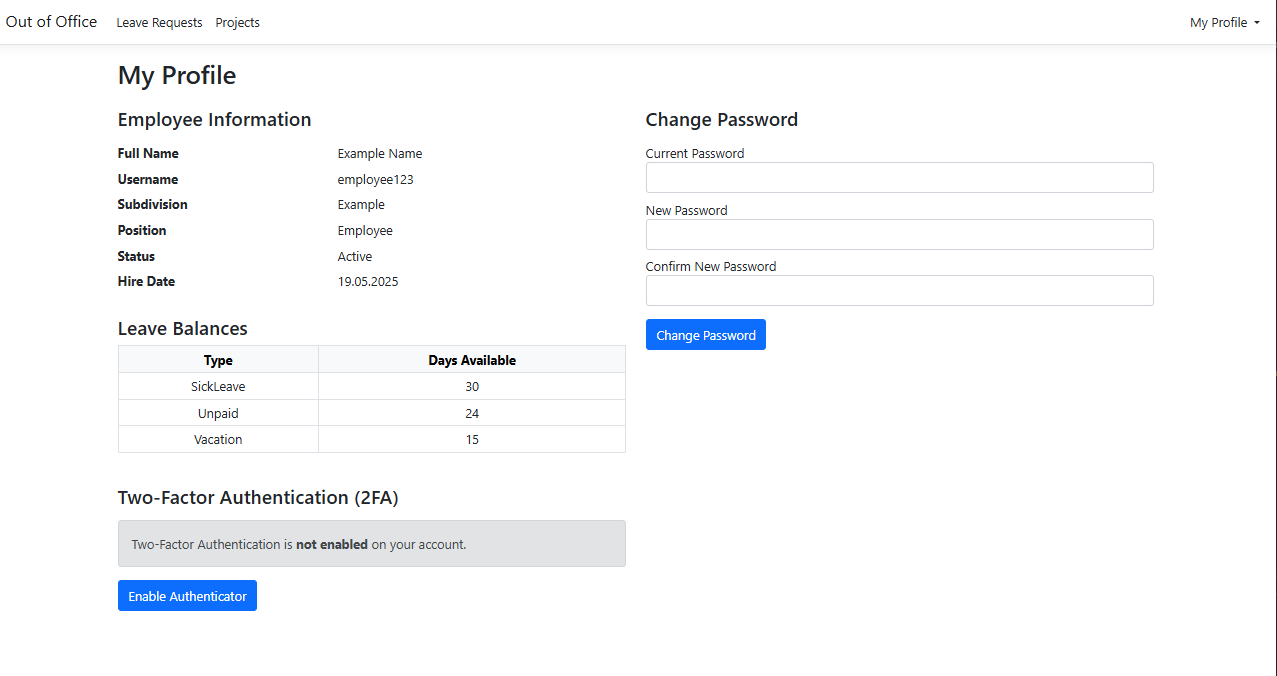 Out of Office Leave Requests Projects My Profile
My Profile
Employee Information
Full Name Example Name
Username employee123
Subdivision Example
Position Employee
Status Active
Hire Date 19.05.2025
Leave Balances
Type Days Available
SickLeave 30
Unpaid 24
Vacation 15
Two-Factor Authentication (2FA)
Two-Factor Authentication is not enabled on your account.
Enable Authenticator
Change Password
Current Password
New Password
Confirm New Password
Change Password